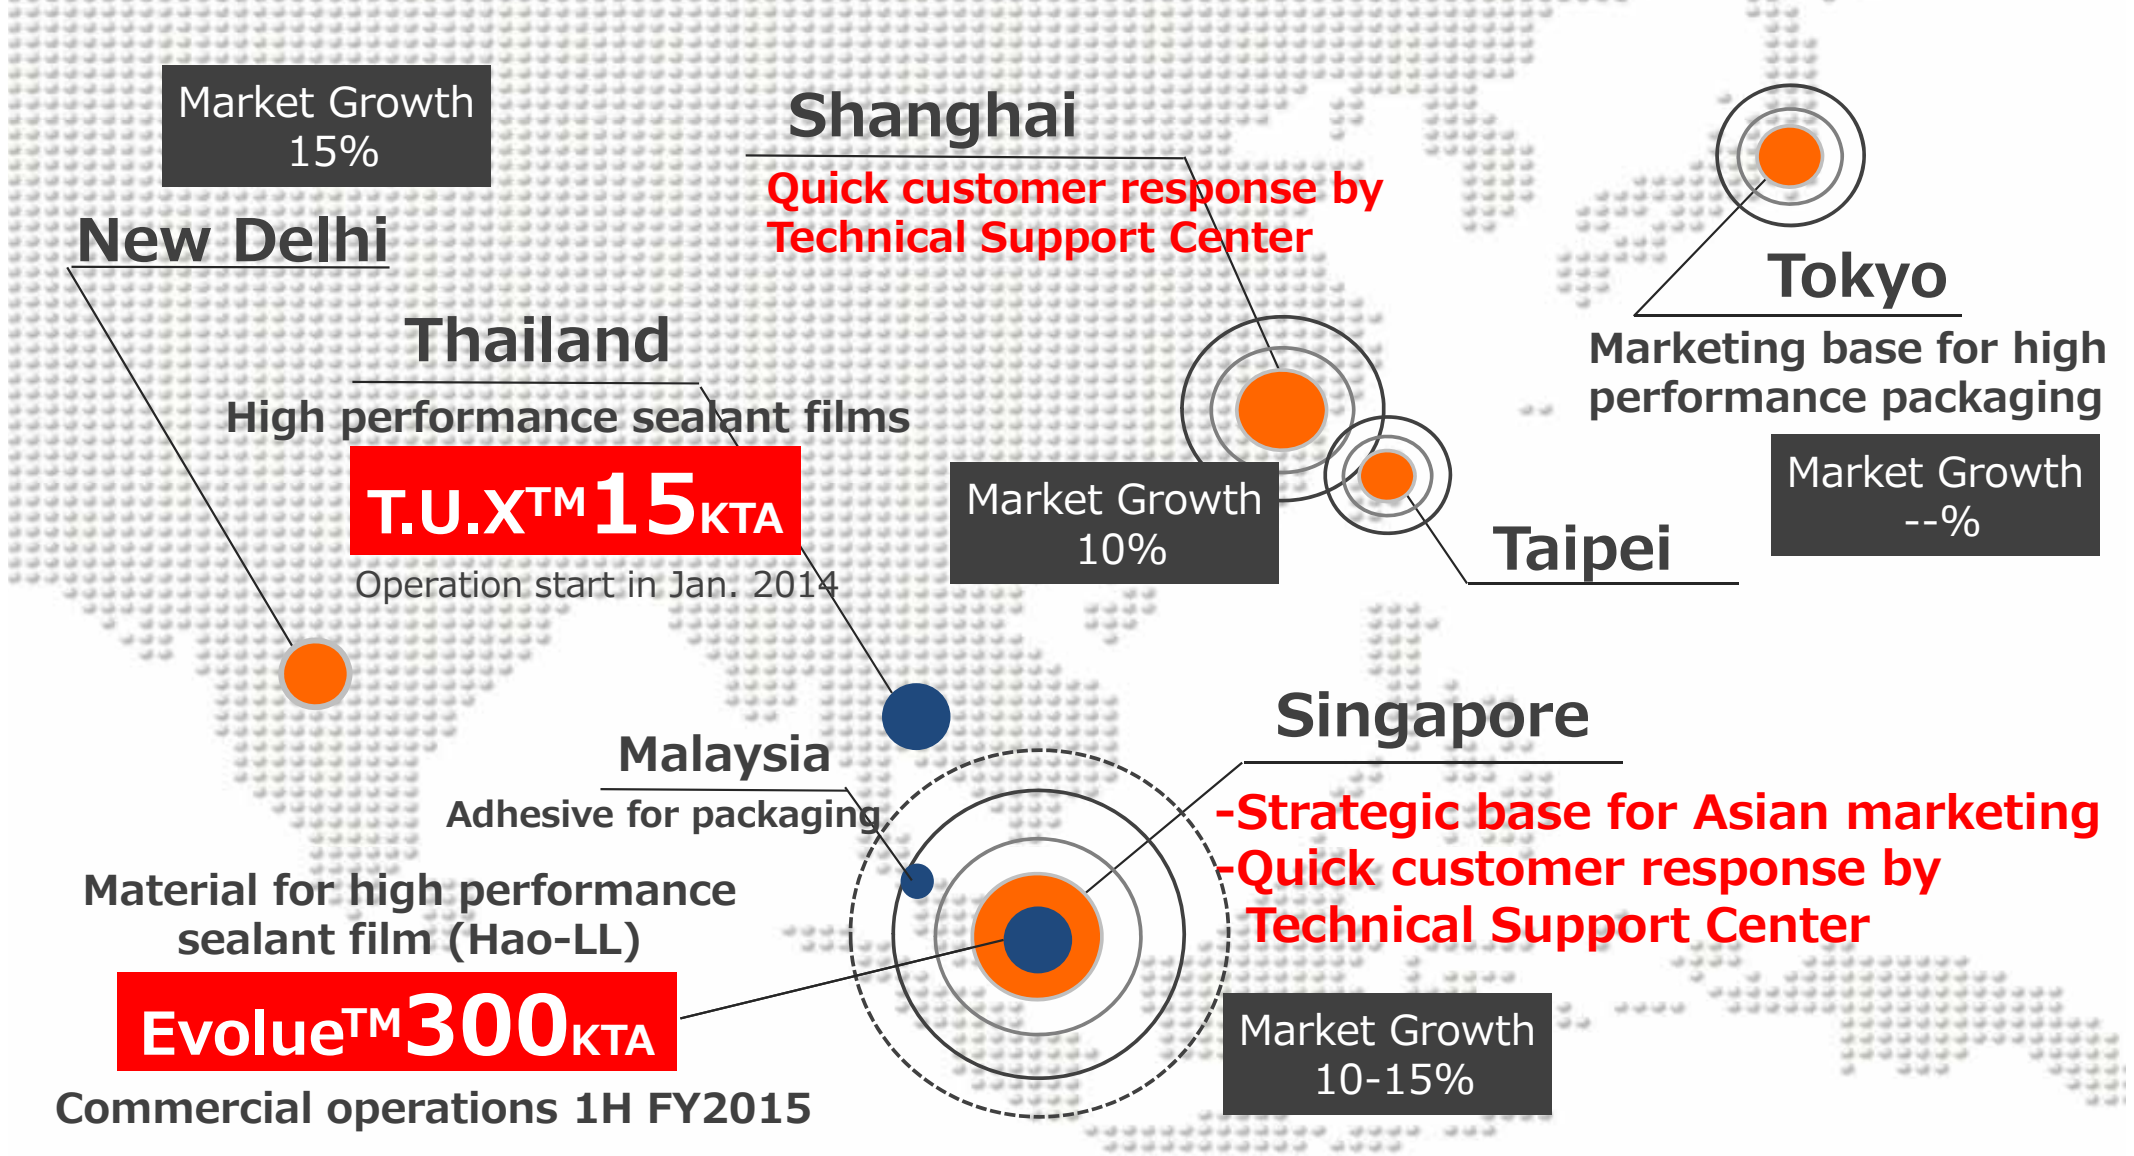 Market Growth
15%
New Delhi
Shanghai
Quick customer response by
Technical Support Center
Tokyo
Marketing base for high
performance packaging
Market Growth
--%
Thailand
High performance sealant films
T.U.X™15KTA
Operation start in Jan. 2014
Market Growth
10%
Taipei
Malaysia
Adhesive for packaging
Singapore
-Strategic base for Asian marketing
-Quick customer response by
Technical Support Center
Material for high performance
sealant film (Hao-LL)
Evolue™300KTA
Commercial operations 1H FY2015
Market Growth
10-15%